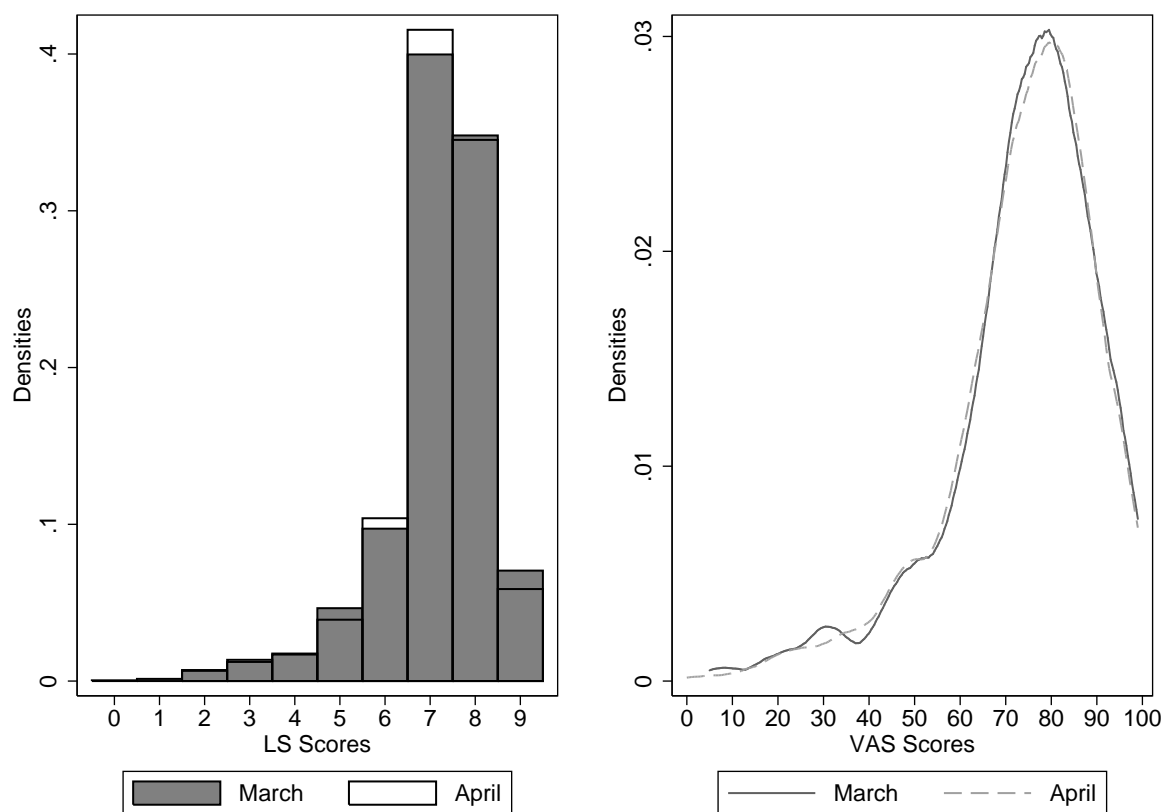 Densities
.4
.3
.2
.1
0
0 1 2 3 4 5 6 7 8 9
LS Scores
March April
Densities
.03
.02
.01
0
0 10 20 30 40 50 60 70 80 90 100
VAS Scores
March April